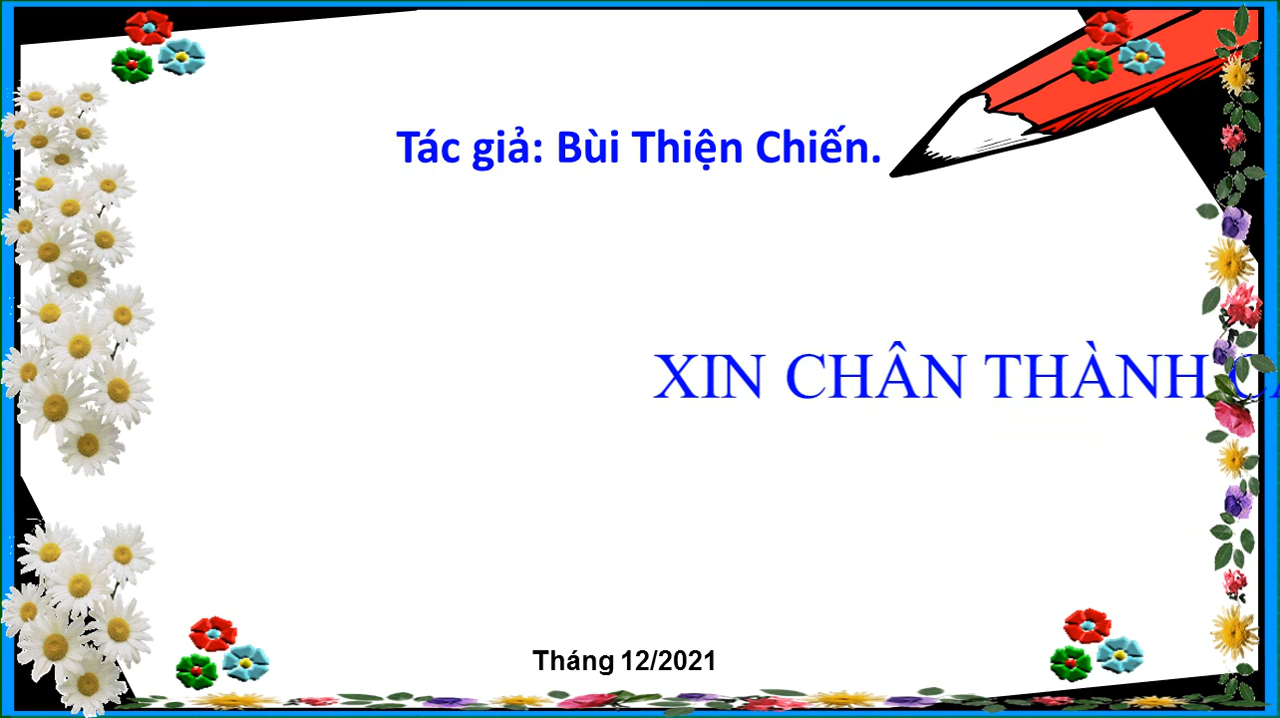 Tác giả: Bùi Thiện Chiến.
XIN CHÂN THÀNH
Tháng 12/2021